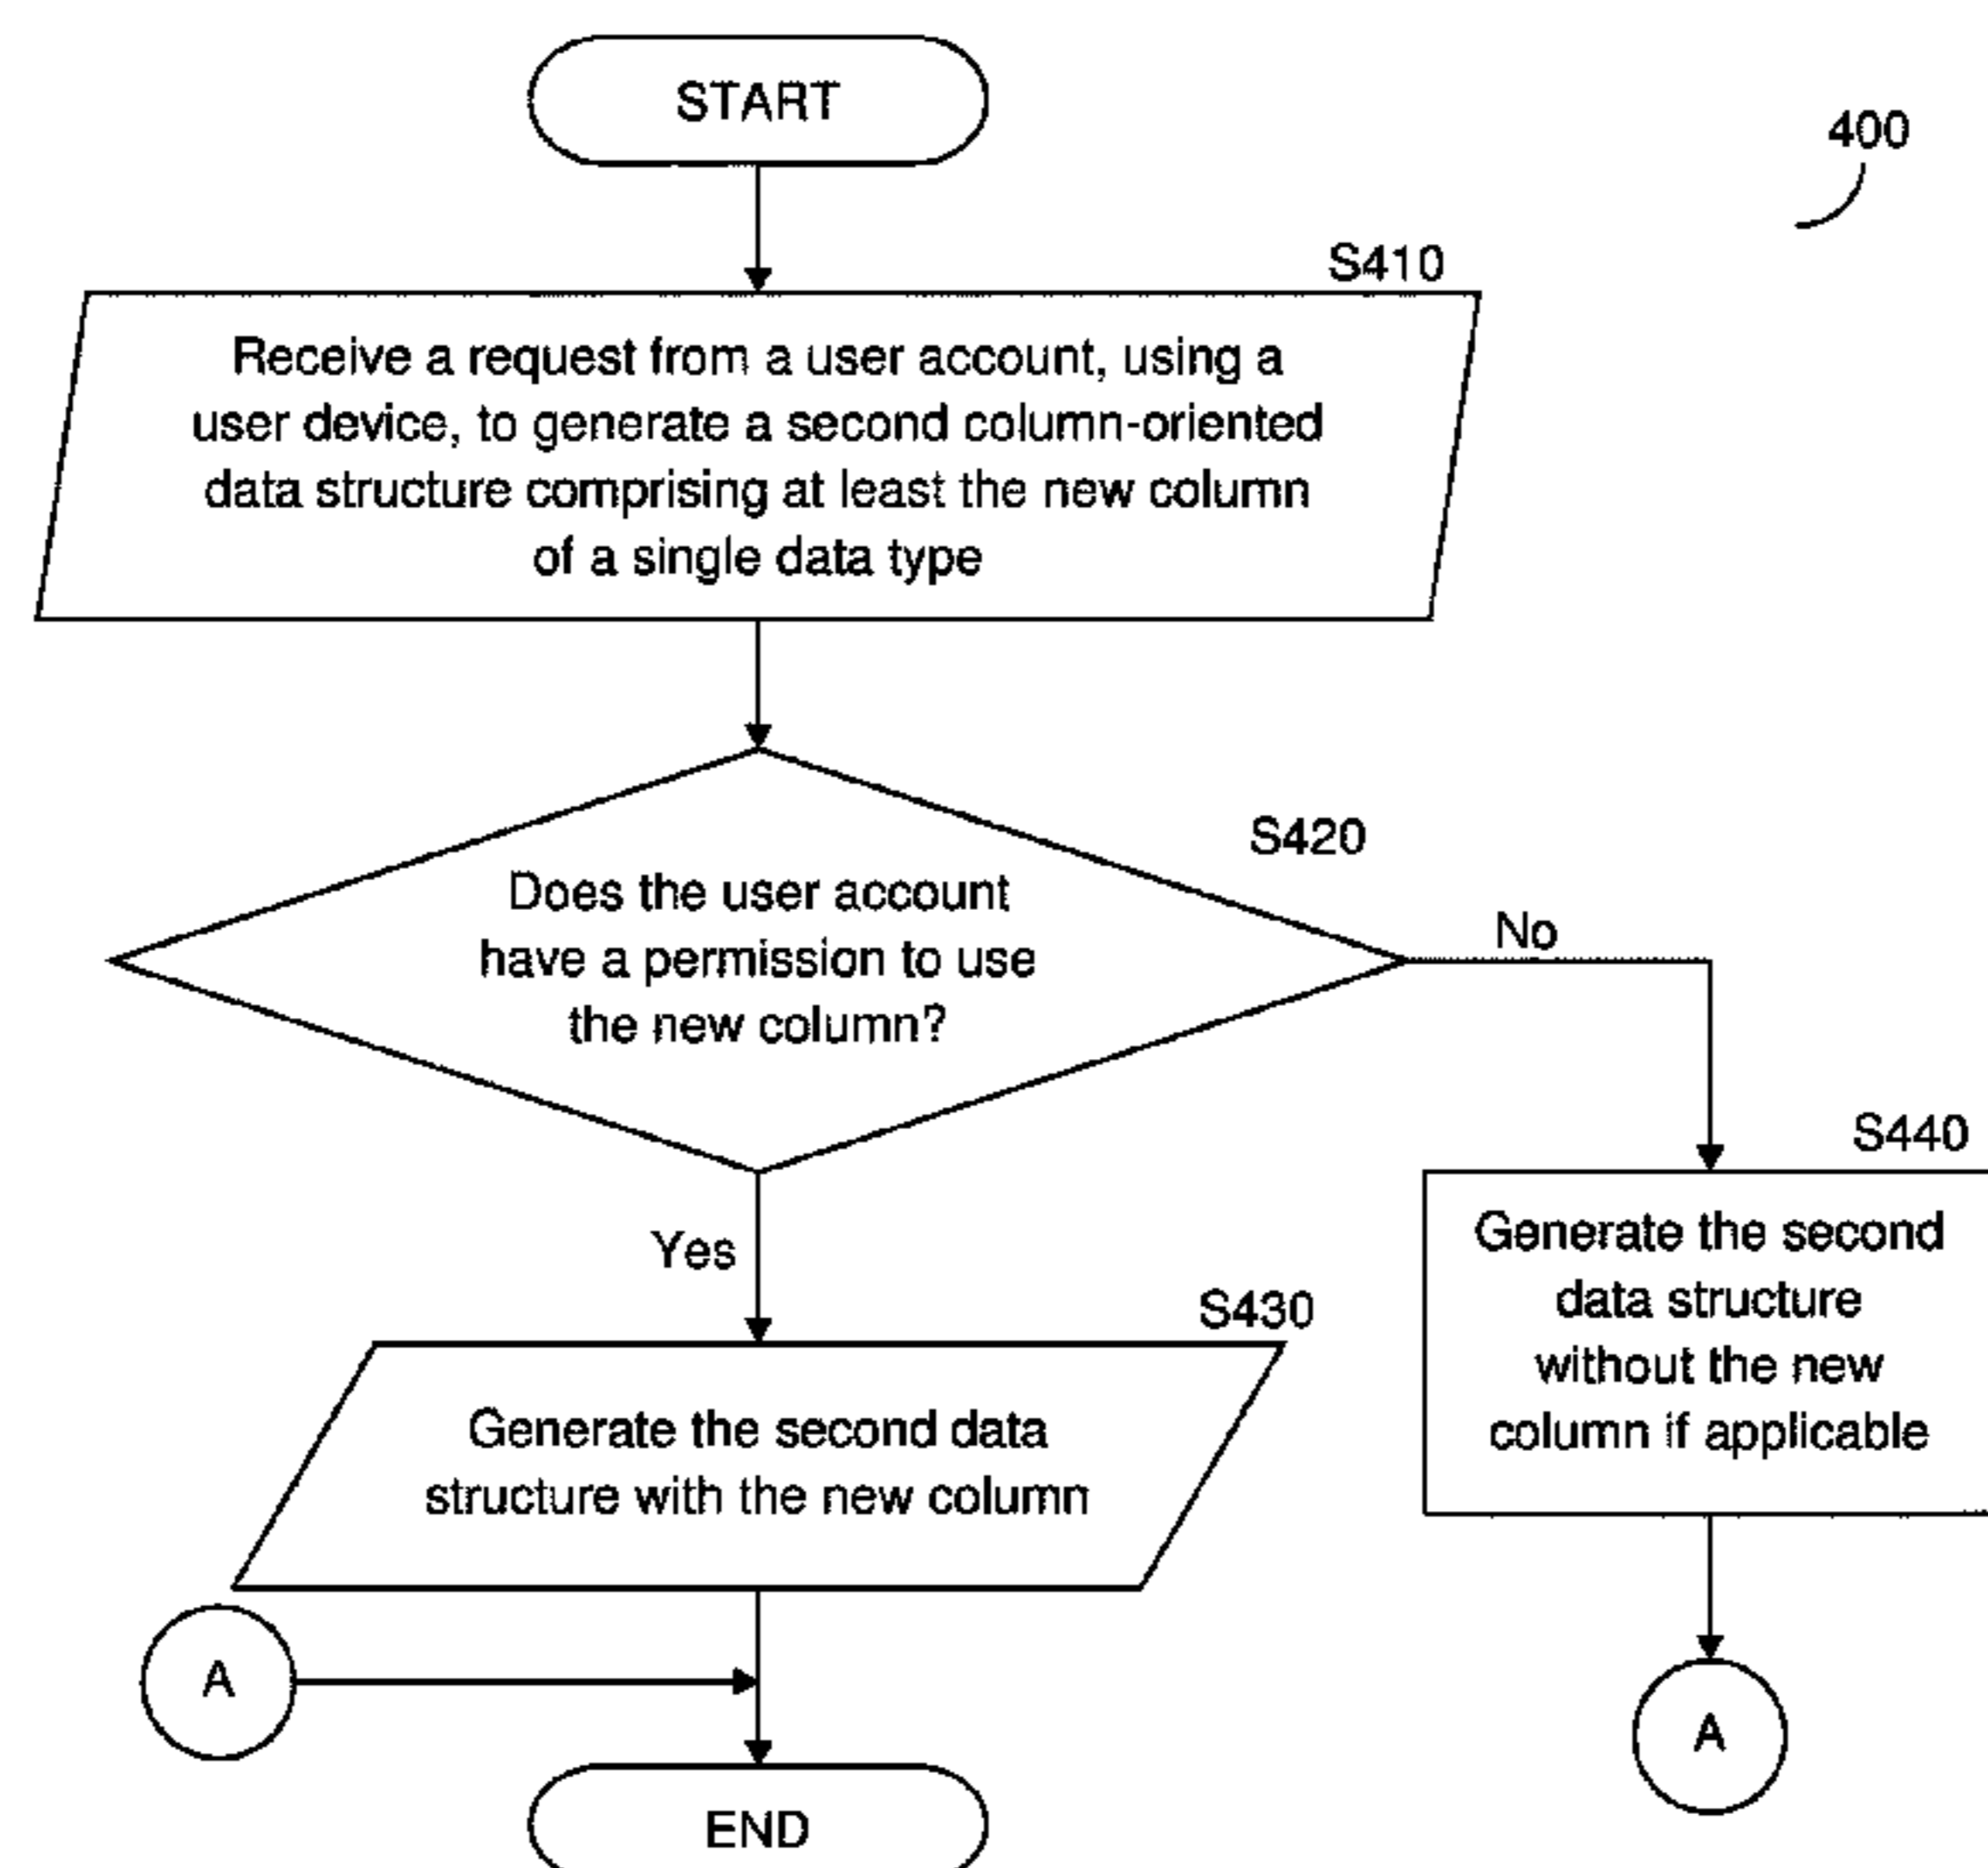 START
400
S410
Receive a request from a user account, using a
user device, to generate a second column-oriented
data structure comprising at least the new column
of a single data type
S420
Does the user account
have a permission to use
the new column?
No
Yes
S440
Generate the second
data structure
without the new
column if applicable
S430
Generate the second data
structure with the new column
A
A
END